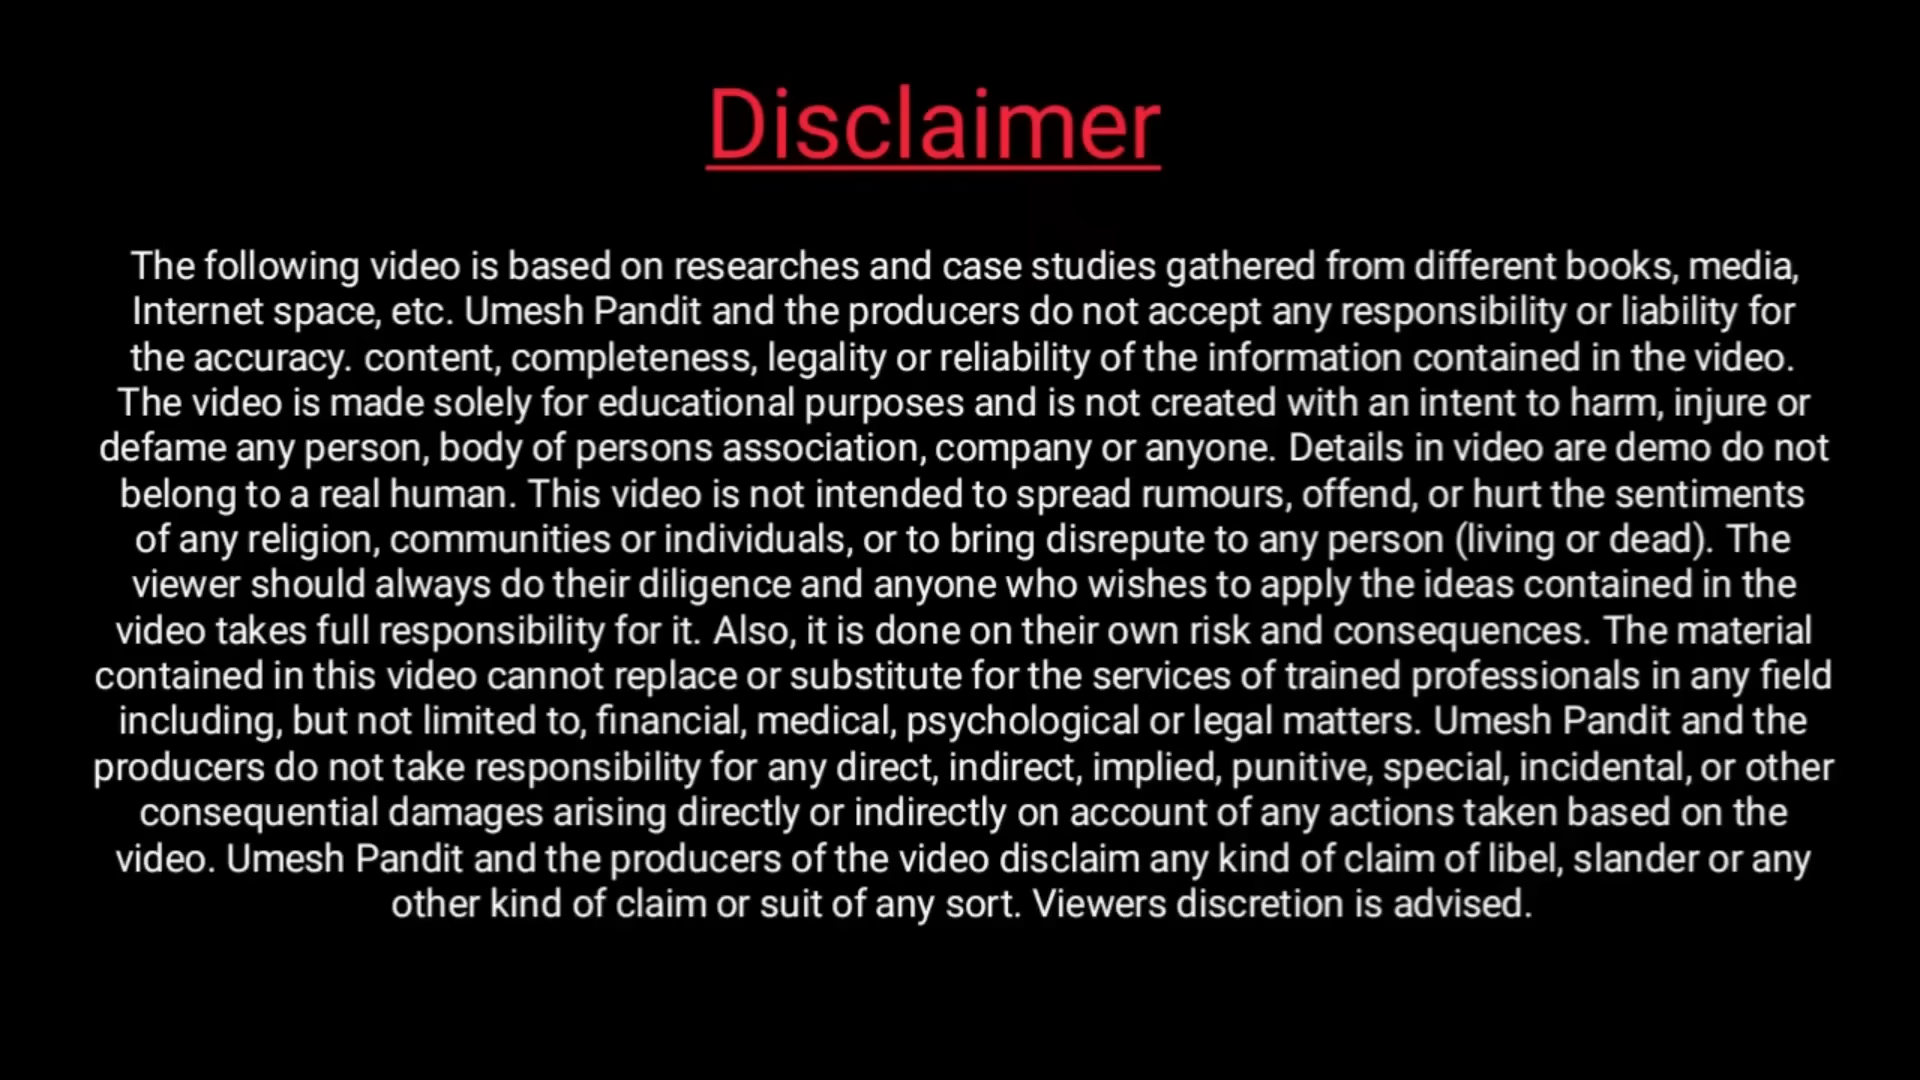 Disclaimer
The following video is based on researches and case studies gathered from different books, media,
Internet space, etc. Umesh Pandit and the producers do not accept any responsibility or liability for
the accuracy. content, completeness, legality or reliability of the information contained in the video.
The video is made solely for educational purposes and is not created with an intent to harm, injure or
defame any person, body of persons association, company or anyone. Details in video are demo do not
belong to a real human. This video is not intended to spread rumours, offend, or hurt the sentiments
of any religion, communities or individuals, or to bring disrepute to any person (living or dead). The
viewer should always do their diligence and anyone who wishes to apply the ideas contained in the
video takes full responsibility for it. Also, it is done on their own risk and consequences. The material
contained in this video cannot replace or substitute for the services of trained professionals in any field
including, but not limited to, financial, medical, psychological or legal matters. Umesh Pandit and the
producers do not take responsibility for any direct, indirect, implied, punitive, special, incidental, or other
consequential damages arising directly or indirectly on account of any actions taken based on the
video. Umesh Pandit and the producers of the video disclaim any kind of claim of libel, slander or any
other kind of claim or suit of any sort. Viewers discretion is advised.